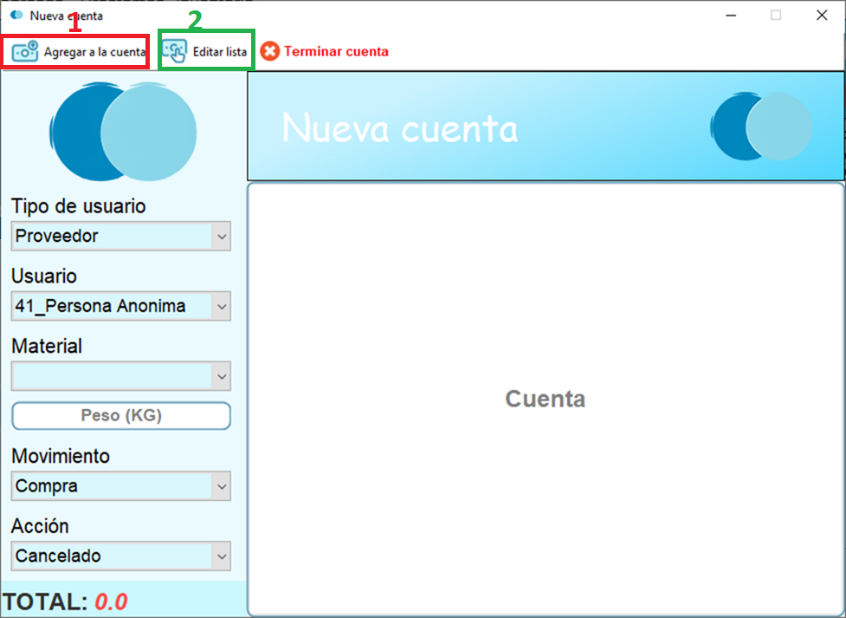 Nueva cuenta
1
2
Agregar a la cuenta
Editar lista
Terminar cuenta
Nueva cuenta
Tipo de usuario
Proveedor
Usuario
41_Persona Anonima
Material
Peso (KG)
Movimiento
Compra
Acción
Cancelado
TOTAL: 0.0
Cuenta